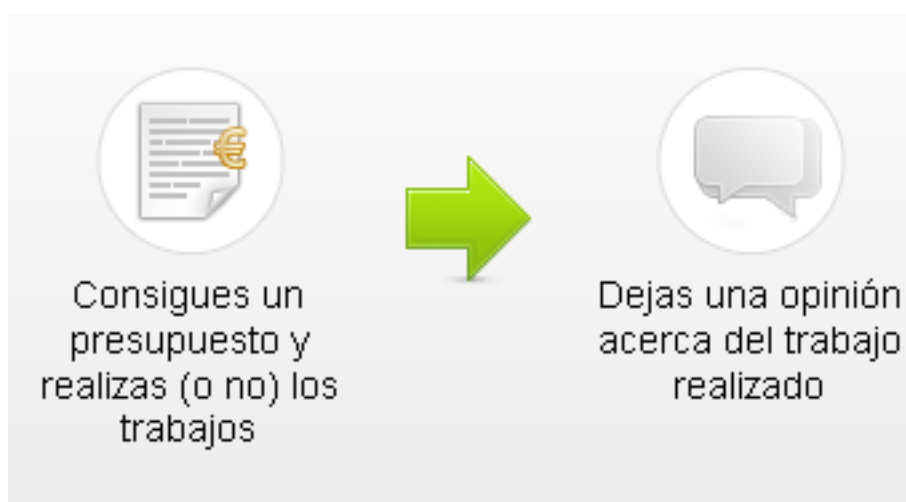 Consigues un
presupuesto y
realizas (o no) los
trabajos
Dejas una opinión
acerca del trabajo
realizado